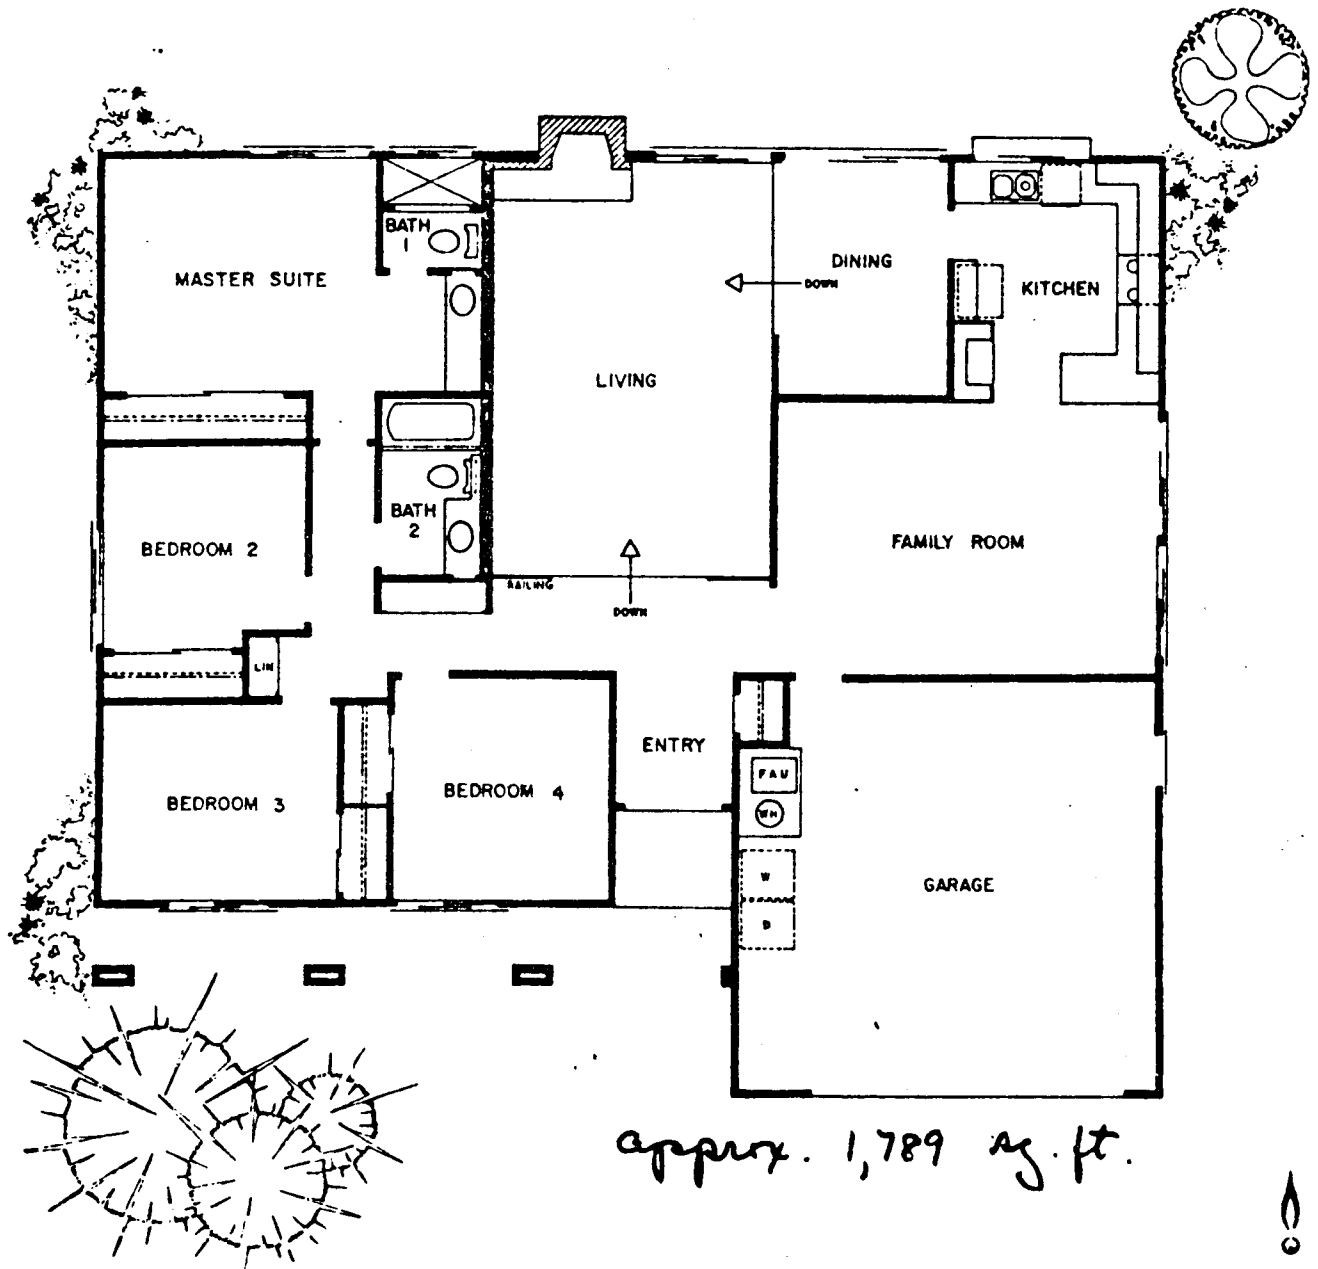 BATH
1
MASTER SUITE
DINING
DOWN
KITCHEN
LIVING
BATH
2
BEDROOM 2
FAMILY ROOM
RAILING
DOWN
LIN
ENTRY
FAU
BEDROOM 3
BEDROOM 4
WH
W
GARAGE
D
approx. 1,789 sq. ft.